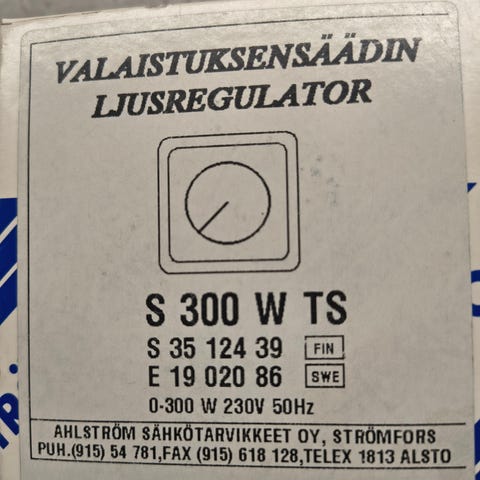 VALAISTUKSENSÄÄDIN
LJUSREGULATOR
S 300 W TS
S 35 124 39 FIN
E 19 020 86 SWE
0-300 W 230V 50Hz
AHLSTRÖM SÄHKÖTARVIKKEET OY, STRÖMFORS
PUH.(915) 54 781,FAX (915) 618 128,TELEX 1813 ALSTO